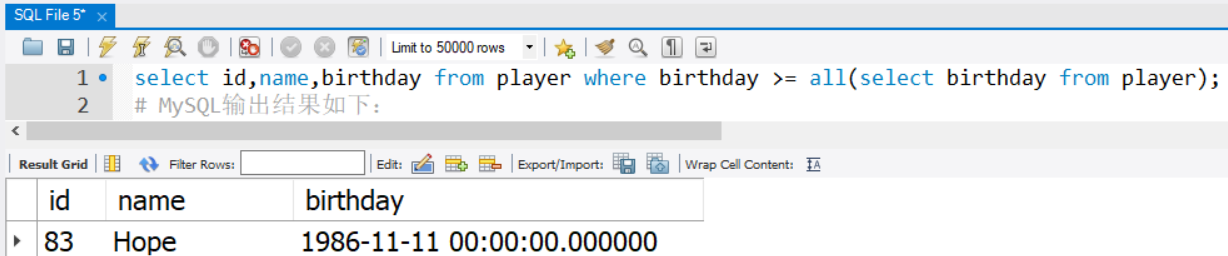 SQL File 5* ×
Limit to 50000 rows
1 select id,name,birthday from player where birthday >= all(select birthday from player);
2 # MySQL输出结果如下：
Result Grid Filter Rows: Edit: Export/Import: Wrap Cell Content: IA
id name birthday
83 Hope 1986-11-11 00:00:00.000000